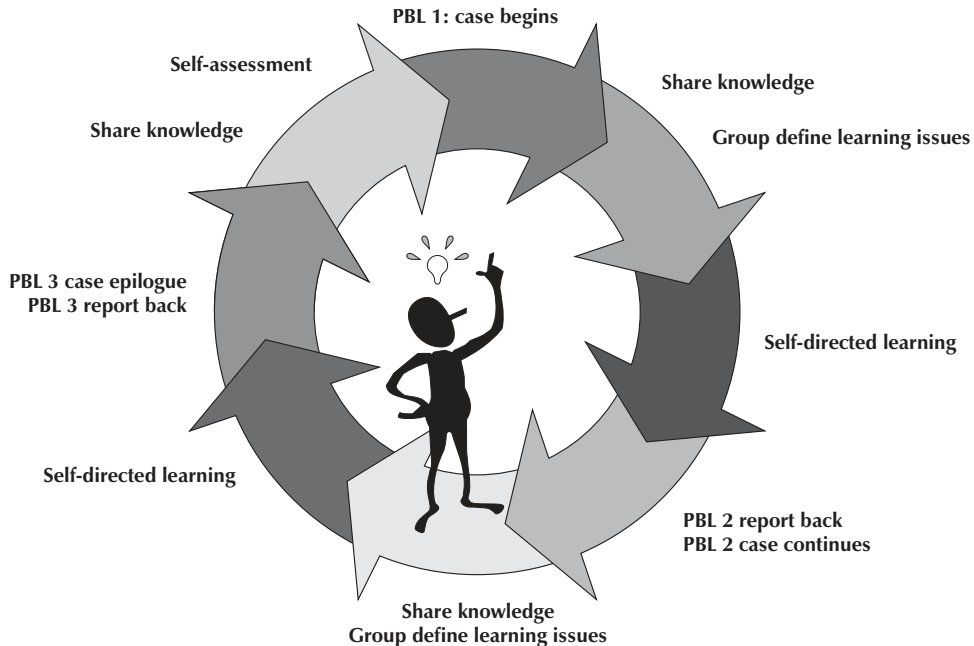 PBL 1: case begins
Share knowledge
Group define learning issues
Self-directed learning
PBL 2 report back
PBL 2 case continues
Share knowledge
Group define learning issues
Self-directed learning
PBL 3 case epilogue
PBL 3 report back
Share knowledge
Self-assessment